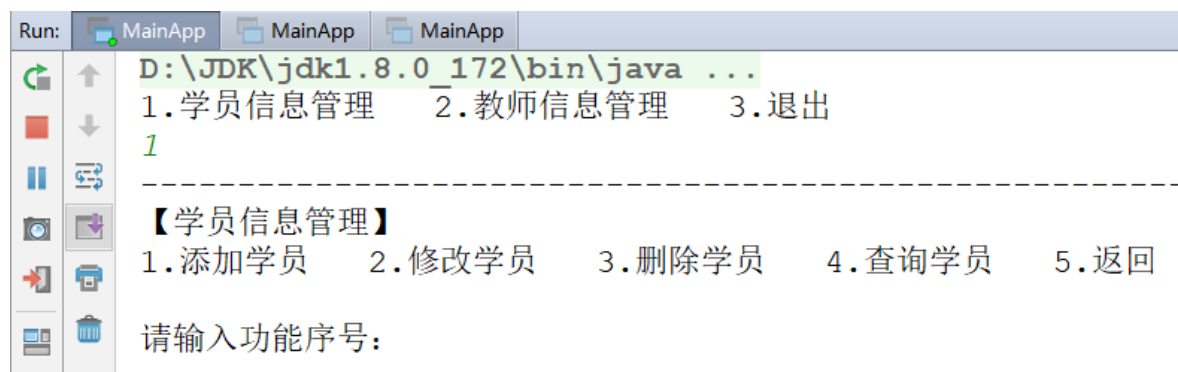 Run: MainApp MainApp MainApp
D:\JDK\jdk1.8.0_172\bin\java ...
1.学员信息管理 2.教师信息管理 3.退出
1
------------------------------------------------------
【学员信息管理】
1.添加学员 2.修改学员 3.删除学员 4.查询学员 5.返回
请输入功能序号：